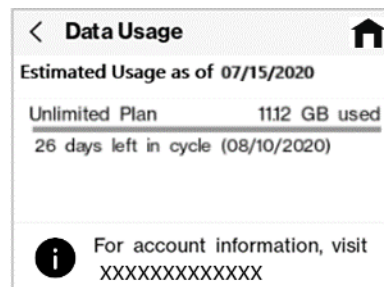 Data Usage
Estimated Usage as of 07/15/2020
Unlimited Plan 11.12 GB used
26 days left in cycle (08/10/2020)
For account information, visit
XXXXXXXXXXXXX